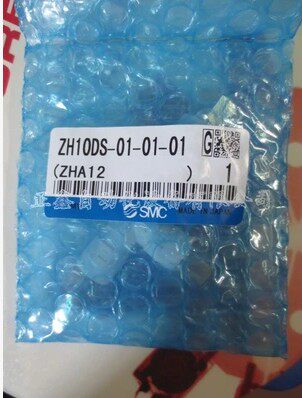 ZH10DS-01-01-01 G
(ZHA12 ) 1
SMC
MADE IN JAPAN